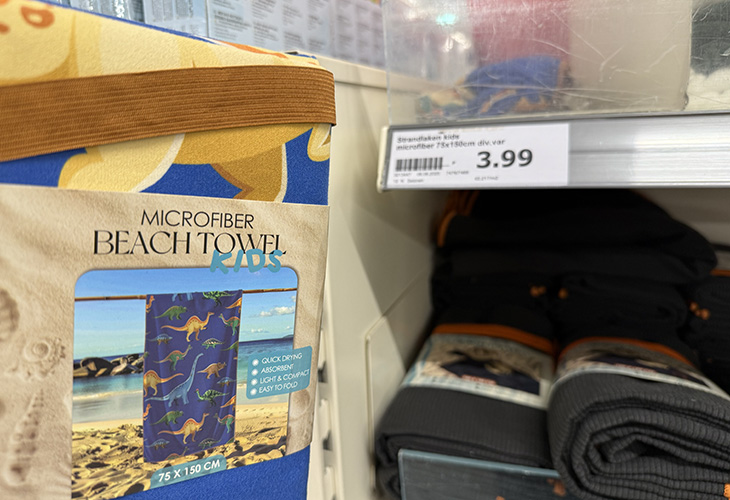 MICROFIBER
BEACH TOWEL
KIDS
QUICK DRYING
ABSORBENT
LIGHT & COMPACT
EASY TO FOLD
75 X 150 CM
Strandlaken kids
microfiber 75x150cm div.var
3.99